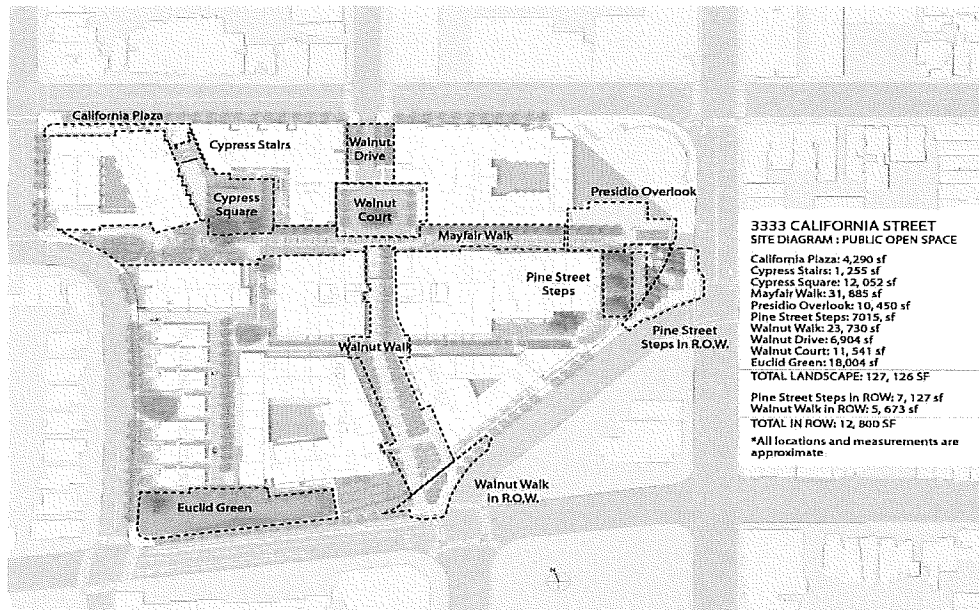 California Plaza
Cypress Stairs
Walnut
Drive
Cypress
Square
Walnut
Court
Presidio Overlook
Mayfair Walk
Pine Street
Steps
Pine Street
Steps in R.O.W.
Walnut Walk
Walnut Walk
in R.O.W.
Euclid Green
N
3333 CALIFORNIA STREET
SITE DIAGRAM : PUBLIC OPEN SPACE
California Plaza: 4,290 sf
Cypress Stairs: 1, 255 sf
Cypress Square: 12, 052 sf
Mayfair Walk: 31, 885 sf
Presidio Overlook: 10, 450 sf
Pine Street Steps: 7015, sf
Walnut Walk: 23, 730 sf
Walnut Drive: 6,904 sf
Walnut Court: 11, 541 sf
Euclid Green: 18,004 sf
TOTAL LANDSCAPE: 127, 126 SF
Pine Street Steps in ROW: 7, 127 sf
Walnut Walk in ROW: 5, 673 sf
TOTAL IN ROW: 12, 800 SF
*All locations and measurements are
approximate